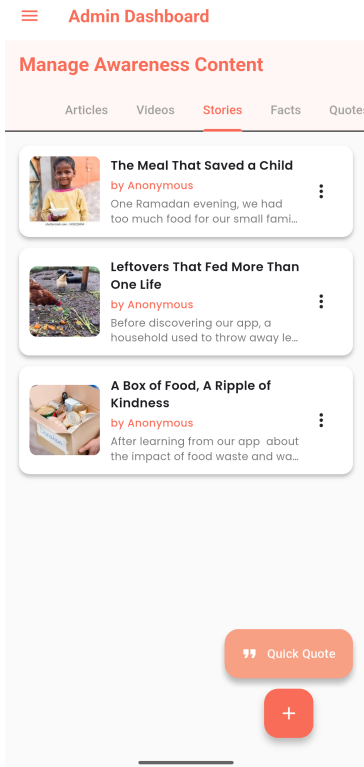 Admin Dashboard
Manage Awareness Content
Articles Videos Stories Facts Quotes
The Meal That Saved a Child
by Anonymous
One Ramadan evening, we had
too much food for our small fami...
Leftovers That Fed More Than
One Life
by Anonymous
Before discovering our app, a
household used to throw away le...
A Box of Food, A Ripple of
Kindness
by Anonymous
After learning from our app  about
the impact of food waste and wa...
Quick Quote